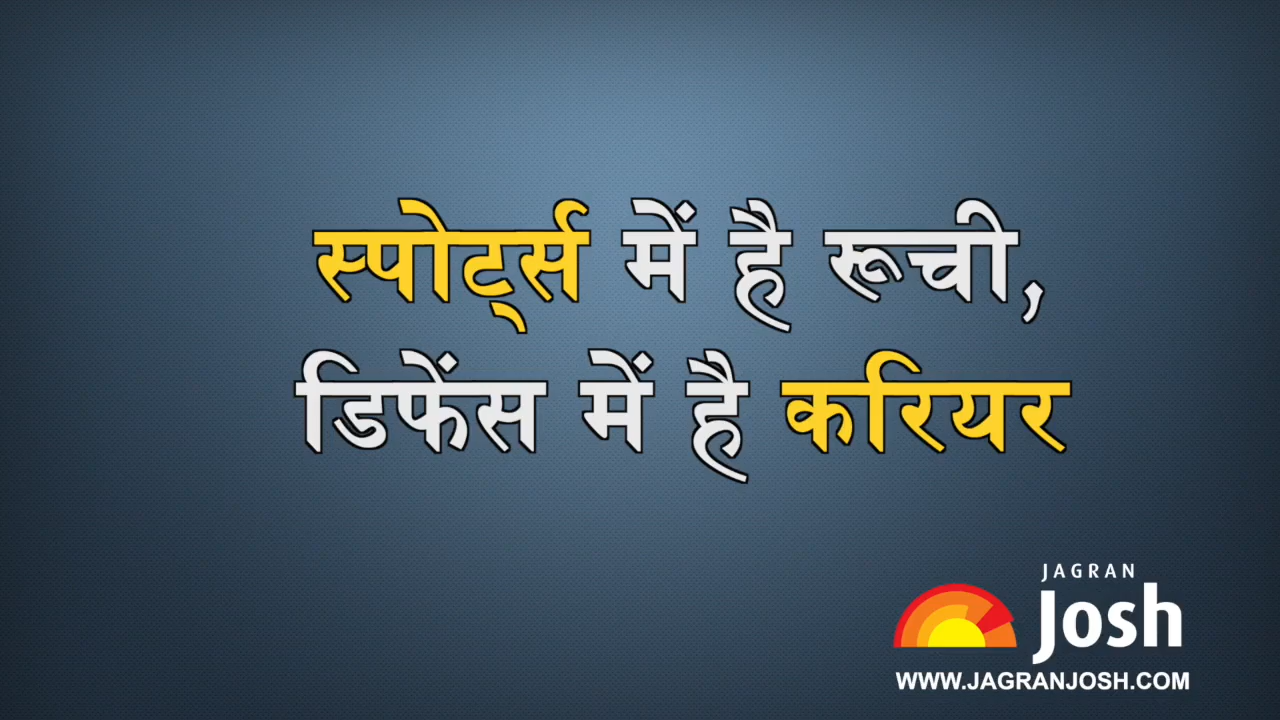 स्पोर्ट्स में है रूची,
डिफेंस में है करियर
JAGRAN
Josh
WWW.JAGRANJOSH.COM